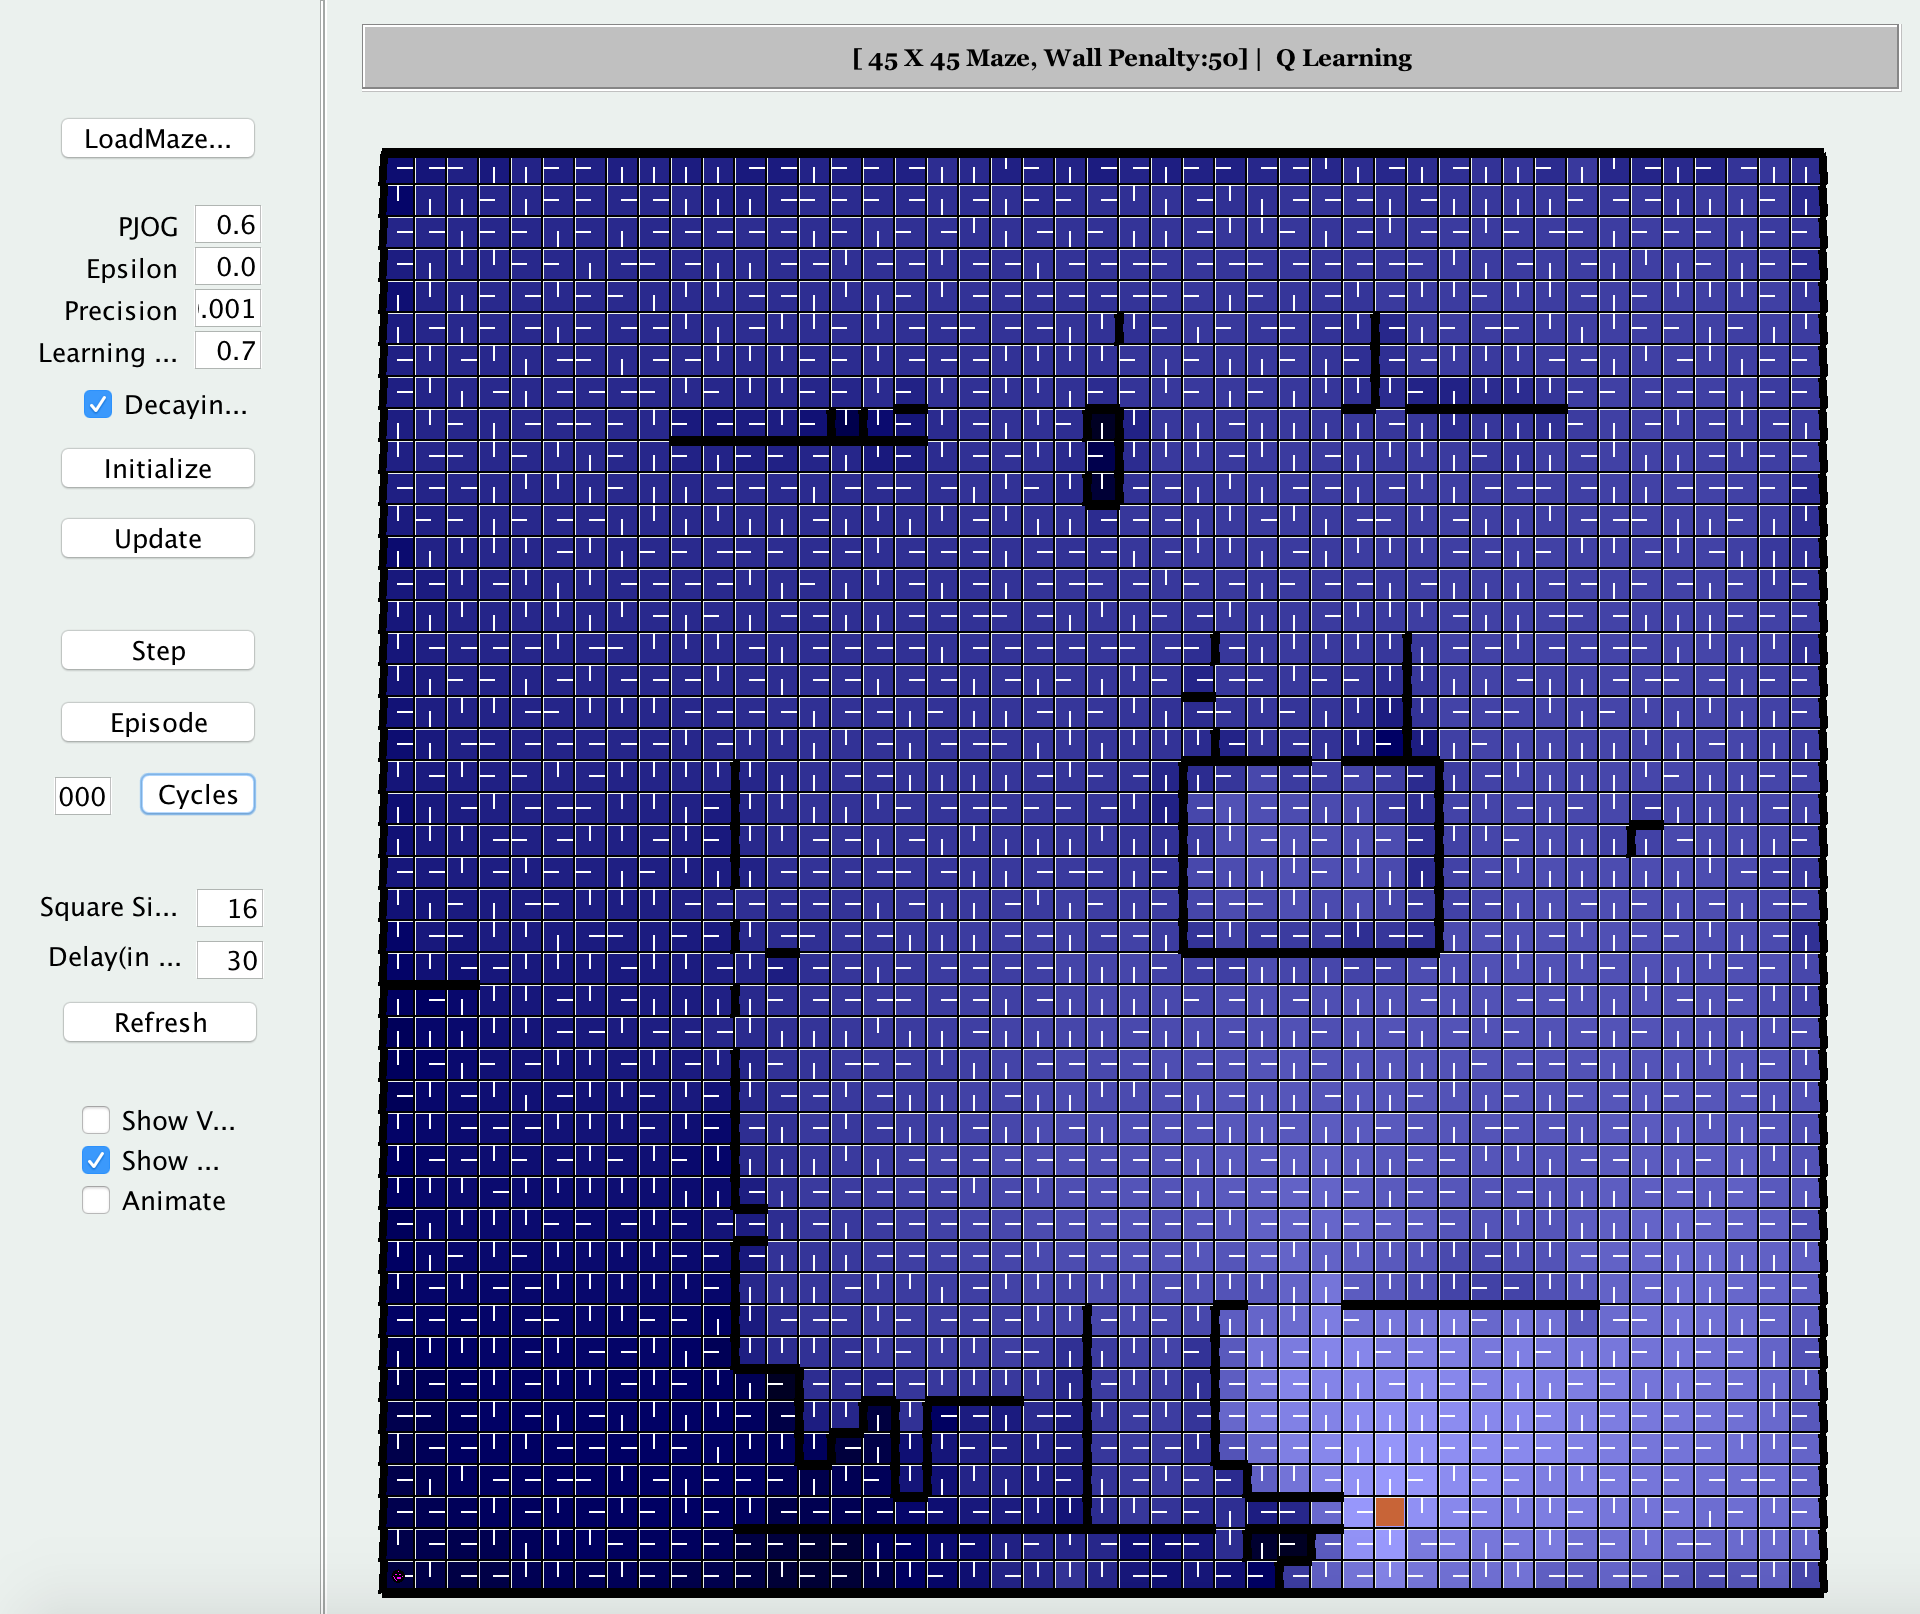 [ 45 X 45 Maze, Wall Penalty:50] | Q Learning
LoadMaze...
PJOG 0.6
Epsilon 0.0
Precision .001
Learning ... 0.7
Decayin...
Initialize
Update
Step
Episode
000 Cycles
Square Si... 16
Delay(in ... 30
Refresh
Show V...
Show ...
Animate